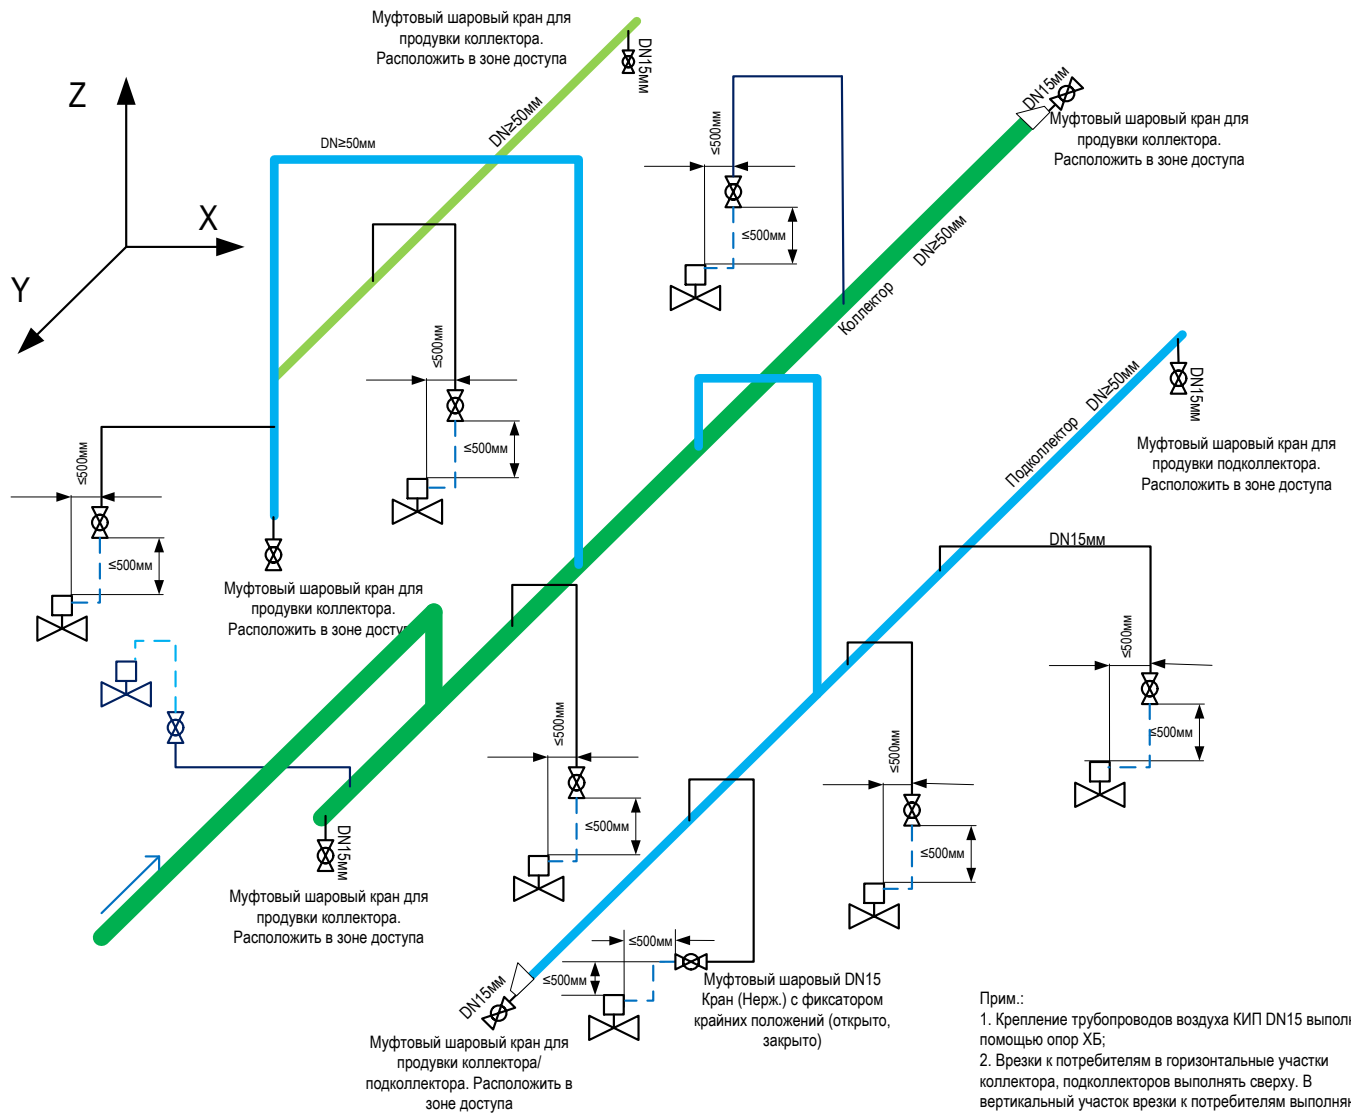 Муфтовый шаровый кран для
продувки коллектора.
Расположить в зоне доступа
DN15мм
DN≥50мм
DN≥50мм
Z
X
Y
≤500мм
≤500мм
DN15мм
Муфтовый шаровый кран для
продувки коллектора.
Расположить в зоне доступа
DN≥50мм
Коллектор
≤500мм
≤500мм
≤500мм
≤500мм
Муфтовый шаровый кран для
продувки коллектора.
Расположить в зоне
DN≥50мм
Подколлектор
DN15мм
Муфтовый шаровый кран для
продувки подколлектора.
Расположить в зоне доступа
DN15мм
≤500мм
≤500мм
≤500мм
≤500мм
≤500мм
≤500мм
DN15мм
Муфтовый шаровый кран для
продувки коллектора.
Расположить в зоне доступа
≤500мм
≤500мм
DN15мм
Муфтовый шаровый кран для
продувки коллектора/
подколлектора. Расположить в
зоне доступа
Муфтовый шаровый DN15
Кран (Нерж.) с фиксатором
крайних положений (открыто,
закрыто)
Прим.:
1. Крепление трубопроводов воздуха КИП DN15
помощью опор ХБ;
2. Врезки к потребителям в горизонтальные участки
коллектора, подколлекторов выполнять сверху. В
вертикальный участок врезки к потребителям